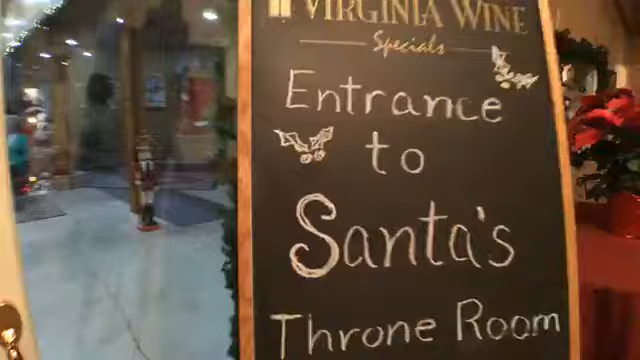 VIRGINIA WINE
Specials
Entrance
to
Santa's
Throne Room